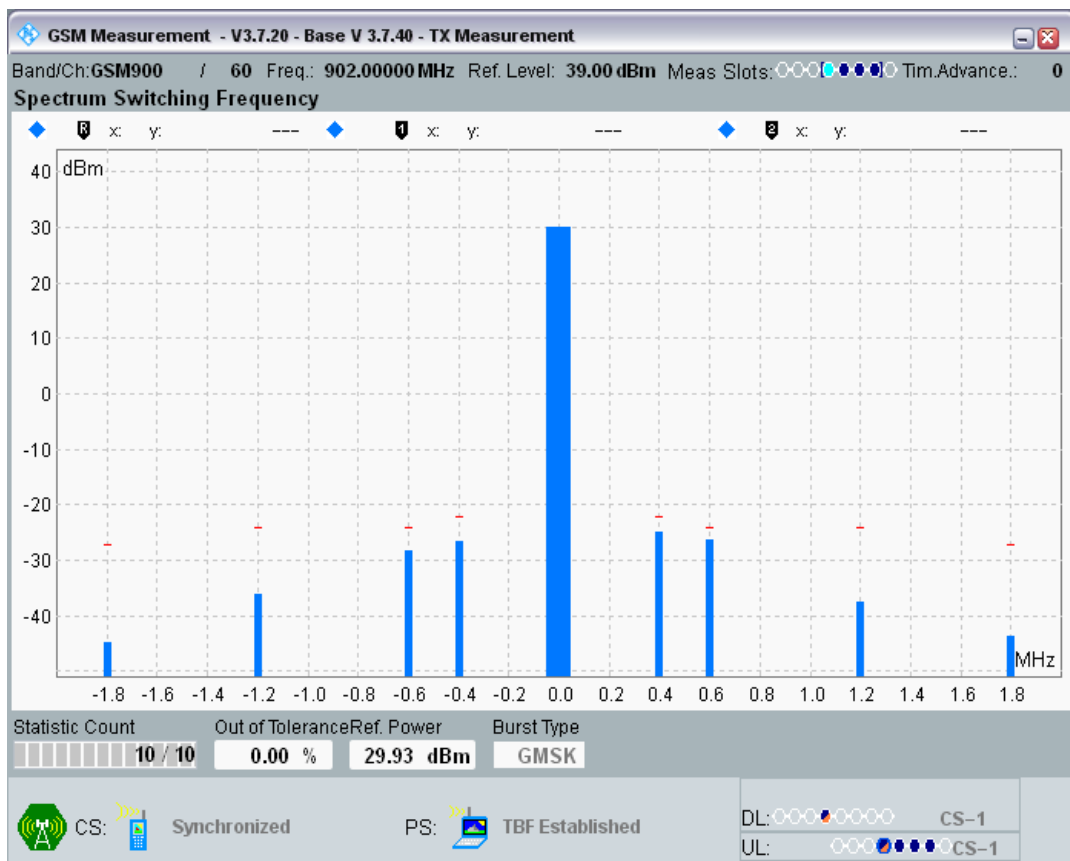 GSM Measurement - V3.7.20 - Base V 3.7.40 - TX Measurement
Band/Ch:GSM900 / 60 Freq.: 902.00000 MHz Ref. Level: 39.00 dBm Meas Slots: Tim.Advance.: 0
Spectrum Switching Frequency
R x: y: --- 1 x: y: --- 2 x: y: ---
dBm
40
30
20
10
0
-10
-20
-30
-40
MHz
-1.8 -1.6 -1.4 -1.2 -1.0 -0.8 -0.6 -0.4 -0.2 0.0 0.2 0.4 0.6 0.8 1.0 1.2 1.4 1.6 1.8
Statistic Count Out of Tolerance Ref. Power Burst Type
10 / 10 0.00 % 29.93 dBm GMSK
CS: Synchronized PS: TBF Established
DL: CS-1
UL: CS-1